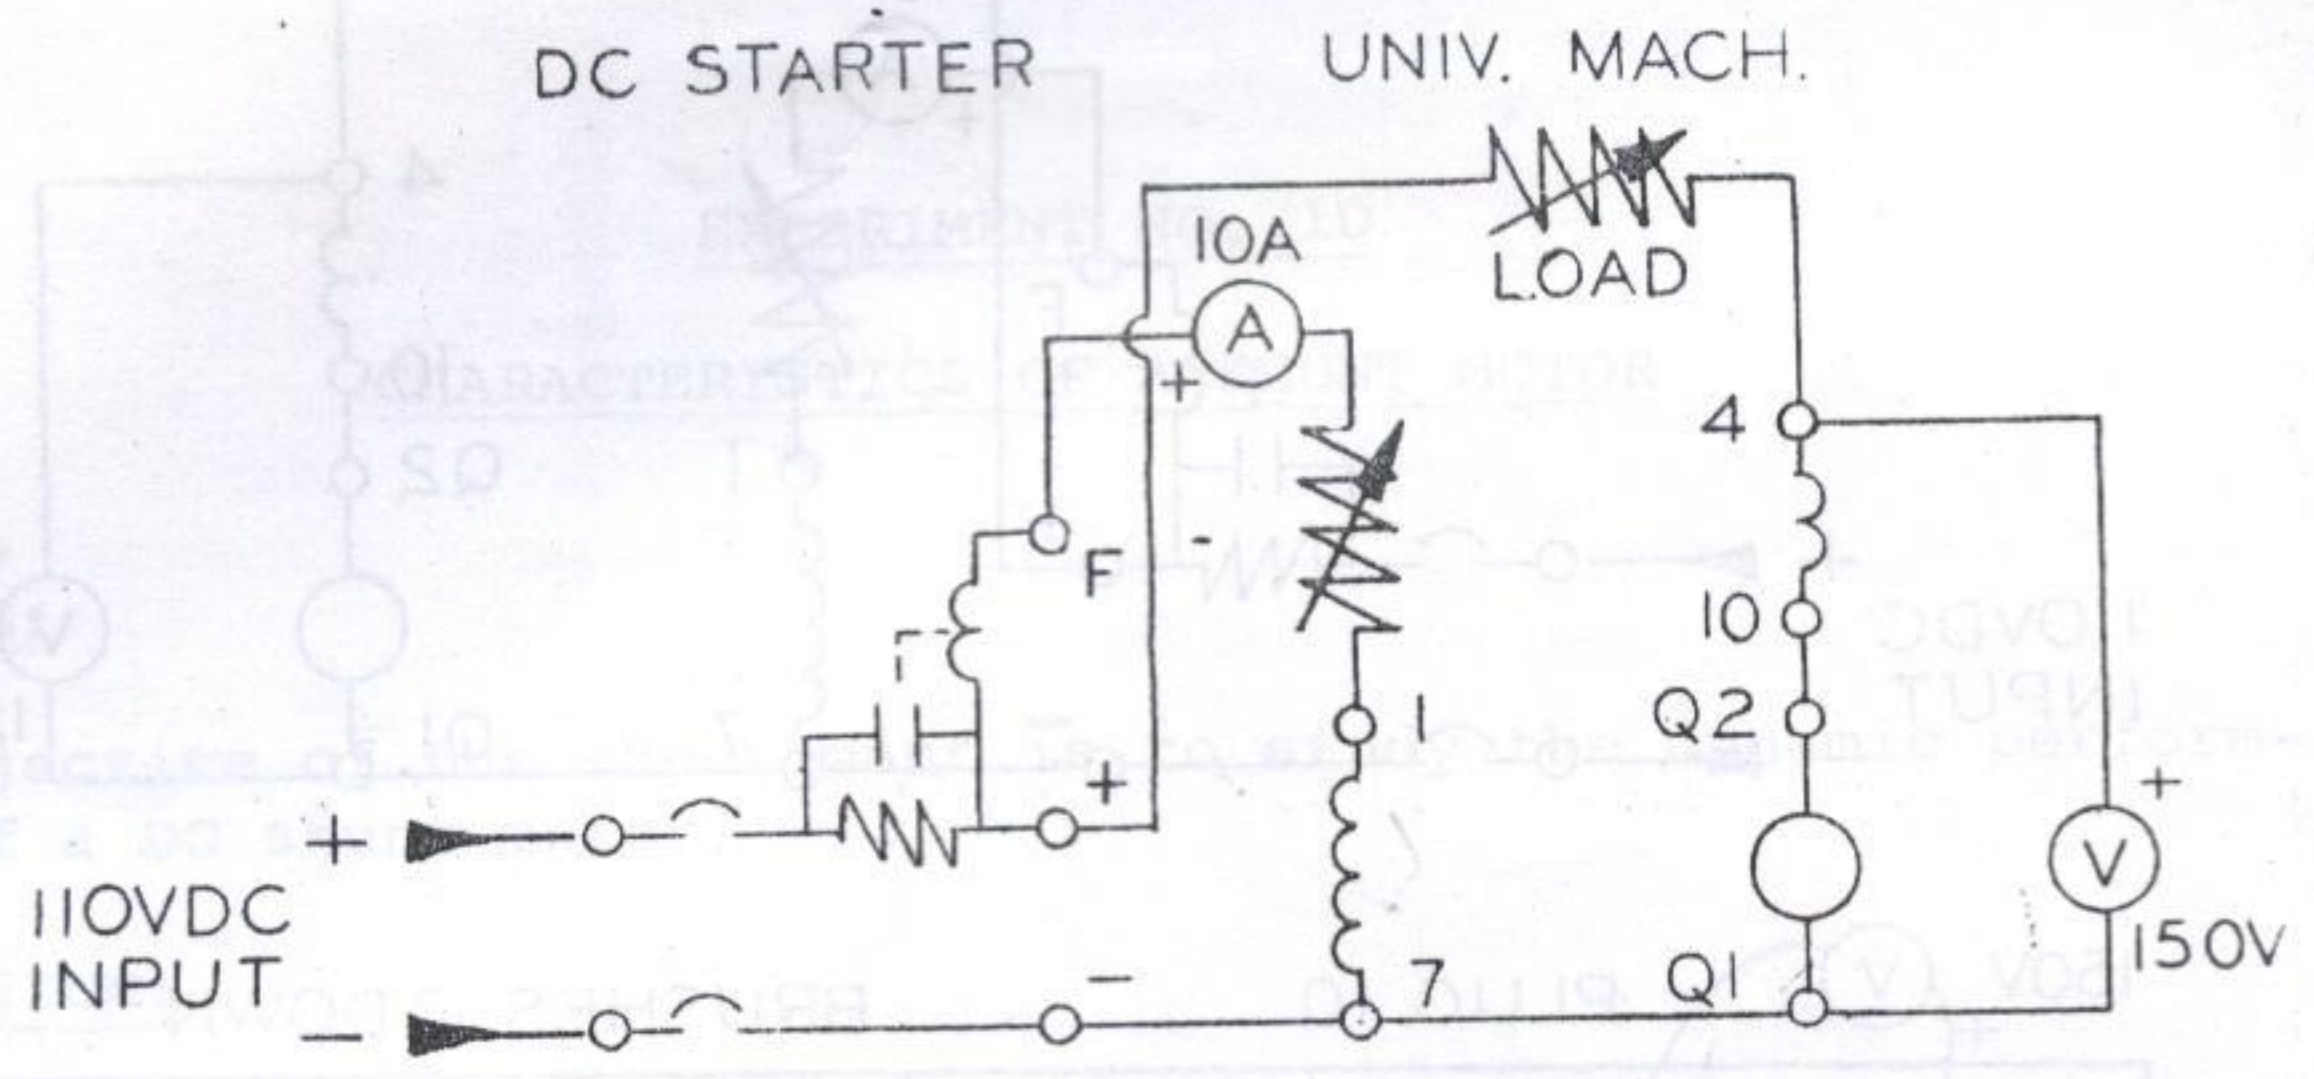 DC STARTER
UNIV. MACH.
10A
LOAD
A
+
4
F
-
10
1
Q2
+
+
+
V
110VDC
INPUT
150V
-
7
Q1
-